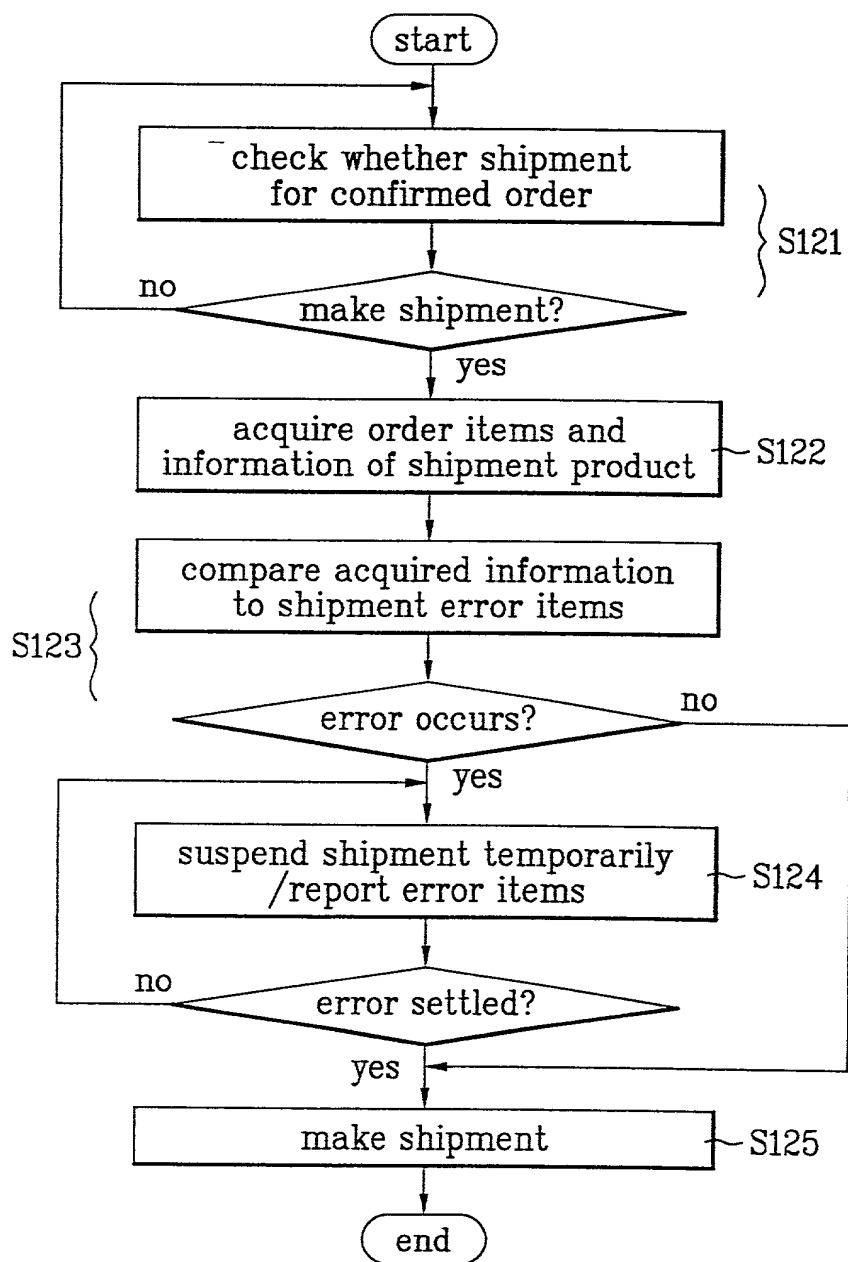 start
check whether shipment
for confirmed order
S121
no
make shipment?
yes
acquire order items and
information of shipment product
S122
compare acquired information
to shipment error items
S123
error occurs?
no
yes
suspend shipment temporarily
/report error items
S124
no
error settled?
yes
make shipment
S125
end